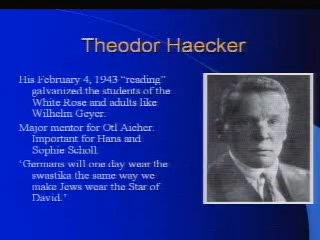 Theodor Haecker
His February 4, 1943 "reading"
galvanized the students of the
White Rose and adults like
Wilhelm Geyer.
Major mentor for Otl Aicher.
Important for Hans and
Sophie Scholl.
"Germans will one day wear the
swastika the same way we
make Jews wear the Star of
David."